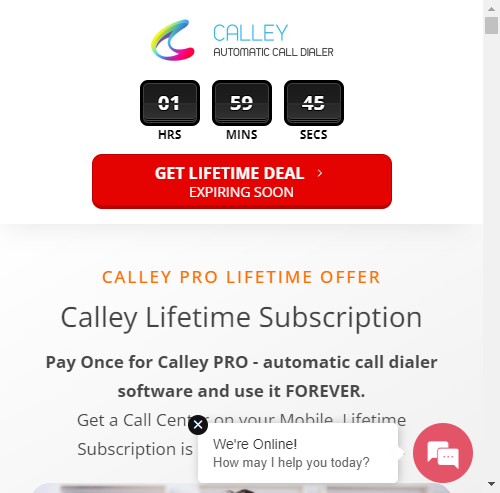 CALLEY
AUTOMATIC CALL DIALER
01 59 45
HRS MINS SECS
GET LIFETIME DEAL
EXPIRING SOON
CALLEY PRO LIFETIME OFFER
Calley Lifetime Subscription
Pay Once for Calley PRO - automatic call dialer
software and use it FOREVER.
Get a Call Center on your Mobile. Lifetime
Subscription is
We're Online!
How may I help you today?